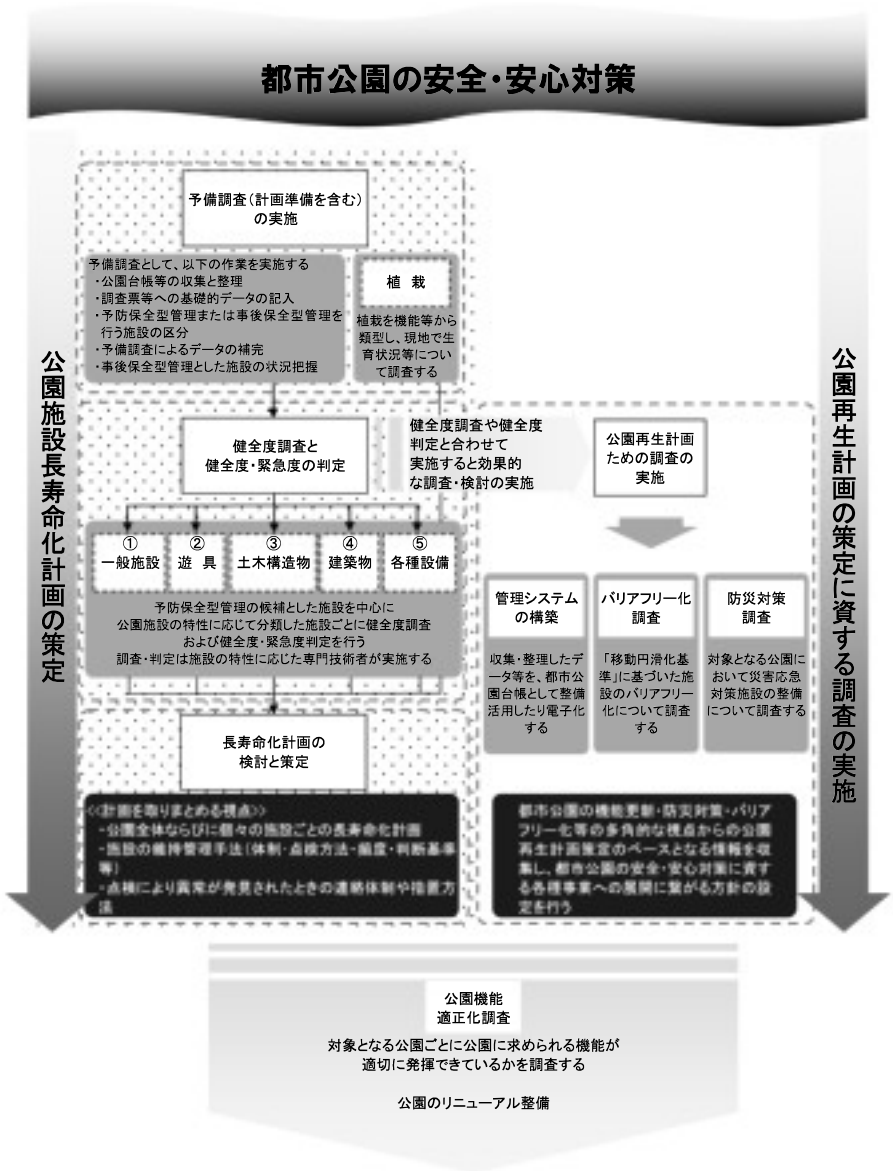 都市公園の安全・安心対策
公園施設長寿命化計画の策定
予備調査(計画準備を含む)
の実施
予備調査として、以下の作業を実施する
・公園台帳等の収集と整理
・調査票等への基礎的データの記入
・予防保全型管理または事後保全型管理を
行う施設の区分
・予備調査によるデータの補完
・事後保全型管理とした施設の状況把握
植 栽
植栽を機能等から
類型し、現地で生
育状況等につい
て調査する
健全度調査と
健全度・緊急度の判定
健全度調査や健全度
判定と合わせて
実施すると効果的
な調査・検討の実施
①
一般施設
②
遊 具
③
土木構造物
④
建築物
⑤
各種設備
予防保全型管理の候補とした施設を中心に
公園施設の特性に応じて分類した施設ごとに健全度調査
および健全度・緊急度判定を行う
調査・判定は施設の特性に応じた専門技術者が実施する
長寿命化計画の
検討と策定
<<計画を取りまとめる視点>>
・公園全体ならびに個々の施設ごとの長寿命化計画
・施設の維持管理手法(体制・点検方法・頻度・判断基準
等)
・点検により異常が発見されたときの連絡体制や措置方
法
公園再生計画
ための調査の
実施
管理システム
の構築
収集・整理したデ
ータ等を、都市公
園台帳として整備
活用したり電子化
する
バリアフリー化
調査
「移動円滑化基
準」に基づいた施
設のバリアフリー
化について調査す
る
防災対策
調査
対象となる公園に
おいて災害応急
対策施設の整備
について調査する
都市公園の機能更新・防災対策・バリア
フリー化等の多角的な視点からの公園
再生計画策定のベースとなる情報を収
集し、都市公園の安全・安心対策に資す
る各種事業への展開に繋がる方針の設
定を行う
公園再生計画の策定に資する調査の実施
公園機能
適正化調査
対象となる公園ごとに公園に求められる機能が
適切に発揮できているかを調査する
公園のリニューアル整備